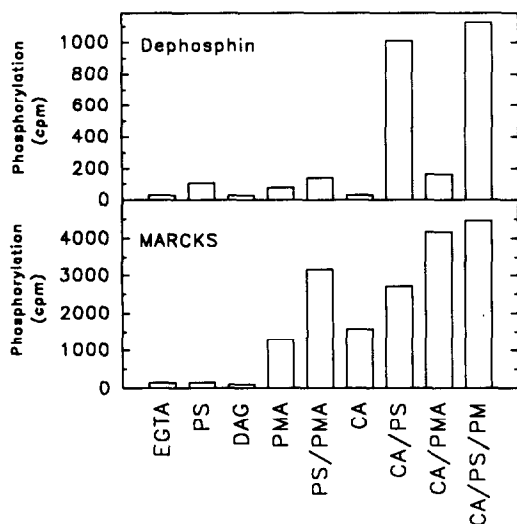 Dephosphin
Phosphorylation
(cpm)
1000
800
600
400
200
0
MARCKS
Phosphorylation
(cpm)
4000
3000
2000
1000
0
EGTA
PS
DAG
PMA
PS/PMA
CA
CA/PS
CA/PMA
CA/PS/PM